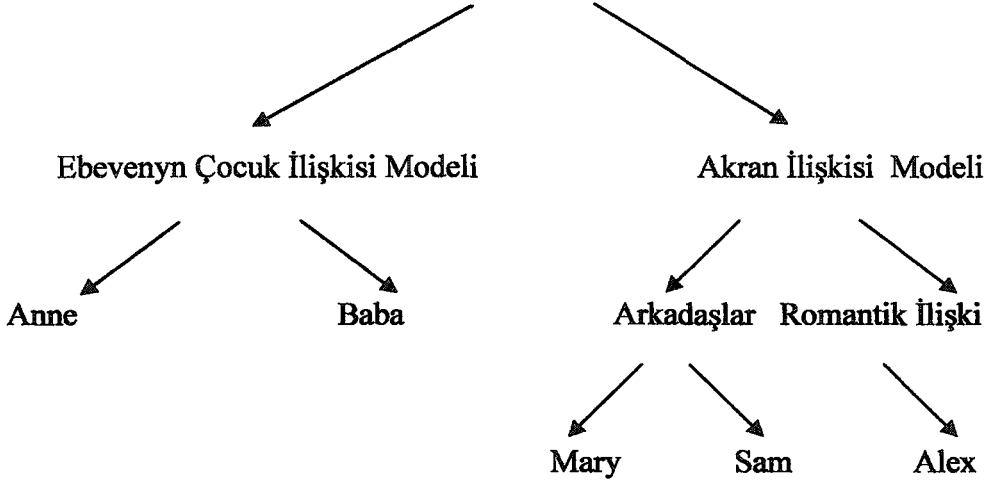 Ebevenyn Çocuk İlişkisi Modeli Akran İlişkisi Modeli
Anne Baba Arkadaşlar Romantik İlişki
Mary Sam Alex